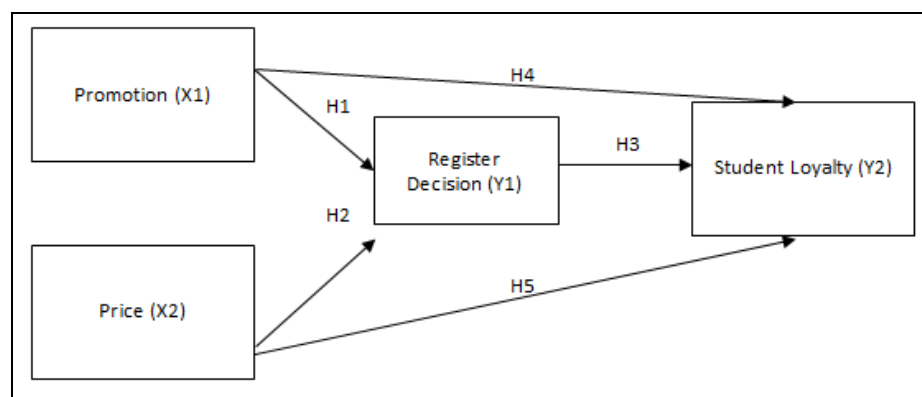 Promotion (X1)
H4
H1
Register
Decision (Y1)
H3
Student Loyalty (Y2)
H2
Price (X2)
H5